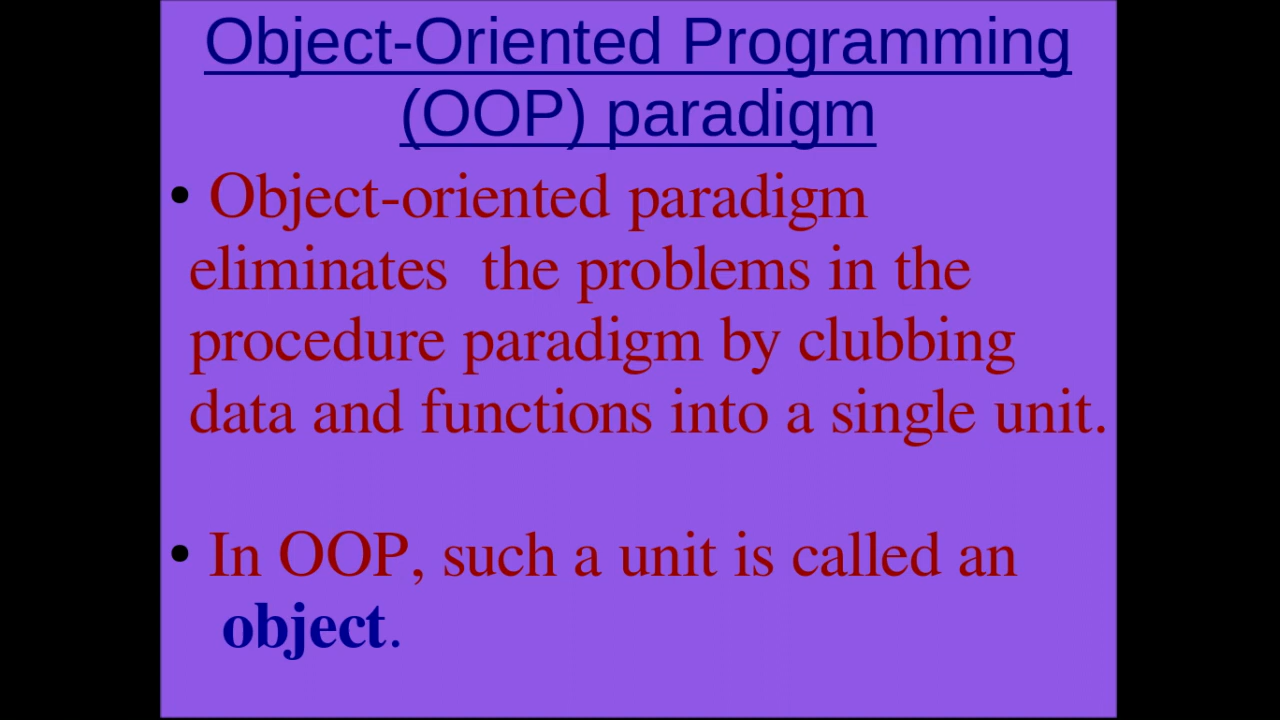 Object-Oriented Programming
(OOP) paradigm
• Object-oriented paradigm
eliminates  the problems in the
procedure paradigm by clubbing
data and functions into a single unit.
• In OOP, such a unit is called an
object.